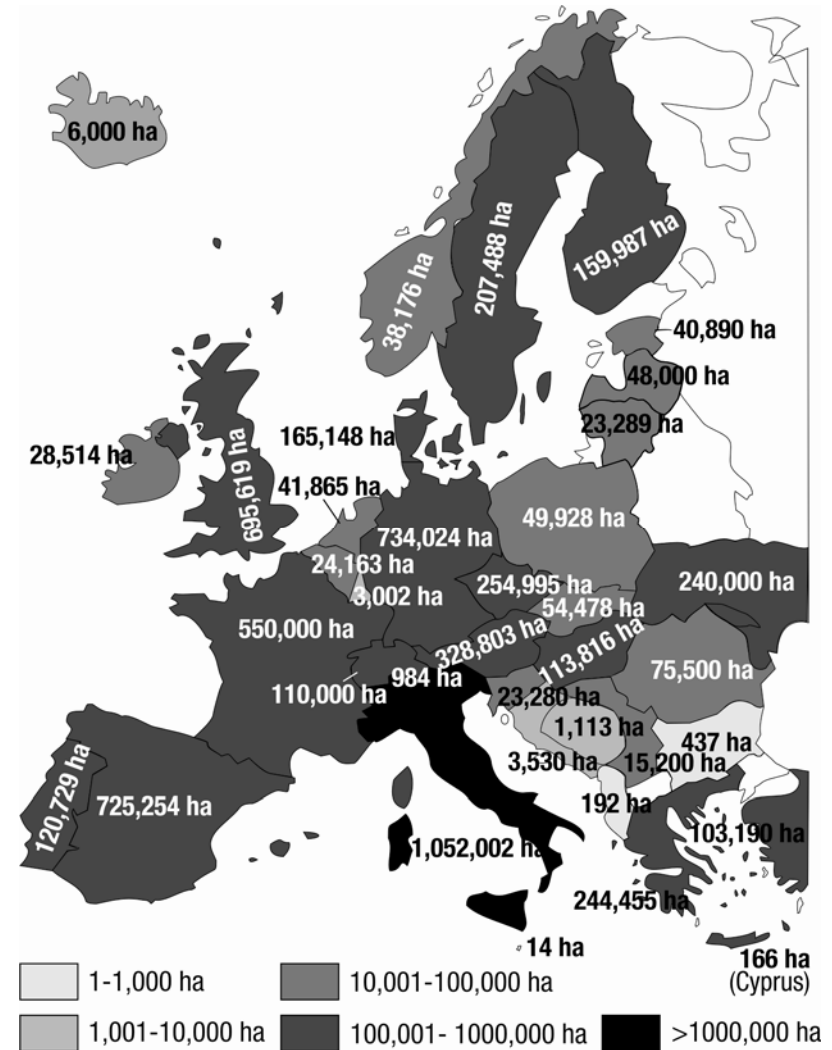 6,000 ha
38,176 ha
207,488 ha
159,987 ha
40,890 ha
48,000 ha
23,289 ha
28,514 ha
695,619 ha
165,148 ha
41,865 ha
734,024 ha
49,928 ha
24,163 ha
3,002 ha
254,995 ha
54,478 ha
240,000 ha
550,000 ha
328,803 ha
113,816 ha
110,000 ha
984 ha
75,500 ha
23,280 ha
1,113 ha
437 ha
3,530 ha
15,200 ha
120,729 ha
725,254 ha
192 ha
103,190 ha
1,052,002 ha
244,455 ha
14 ha
166 ha
(Cyprus)
1-1,000 ha
10,001-100,000 ha
1,001-10,000 ha
100,001- 1000,000 ha
>1000,000 ha